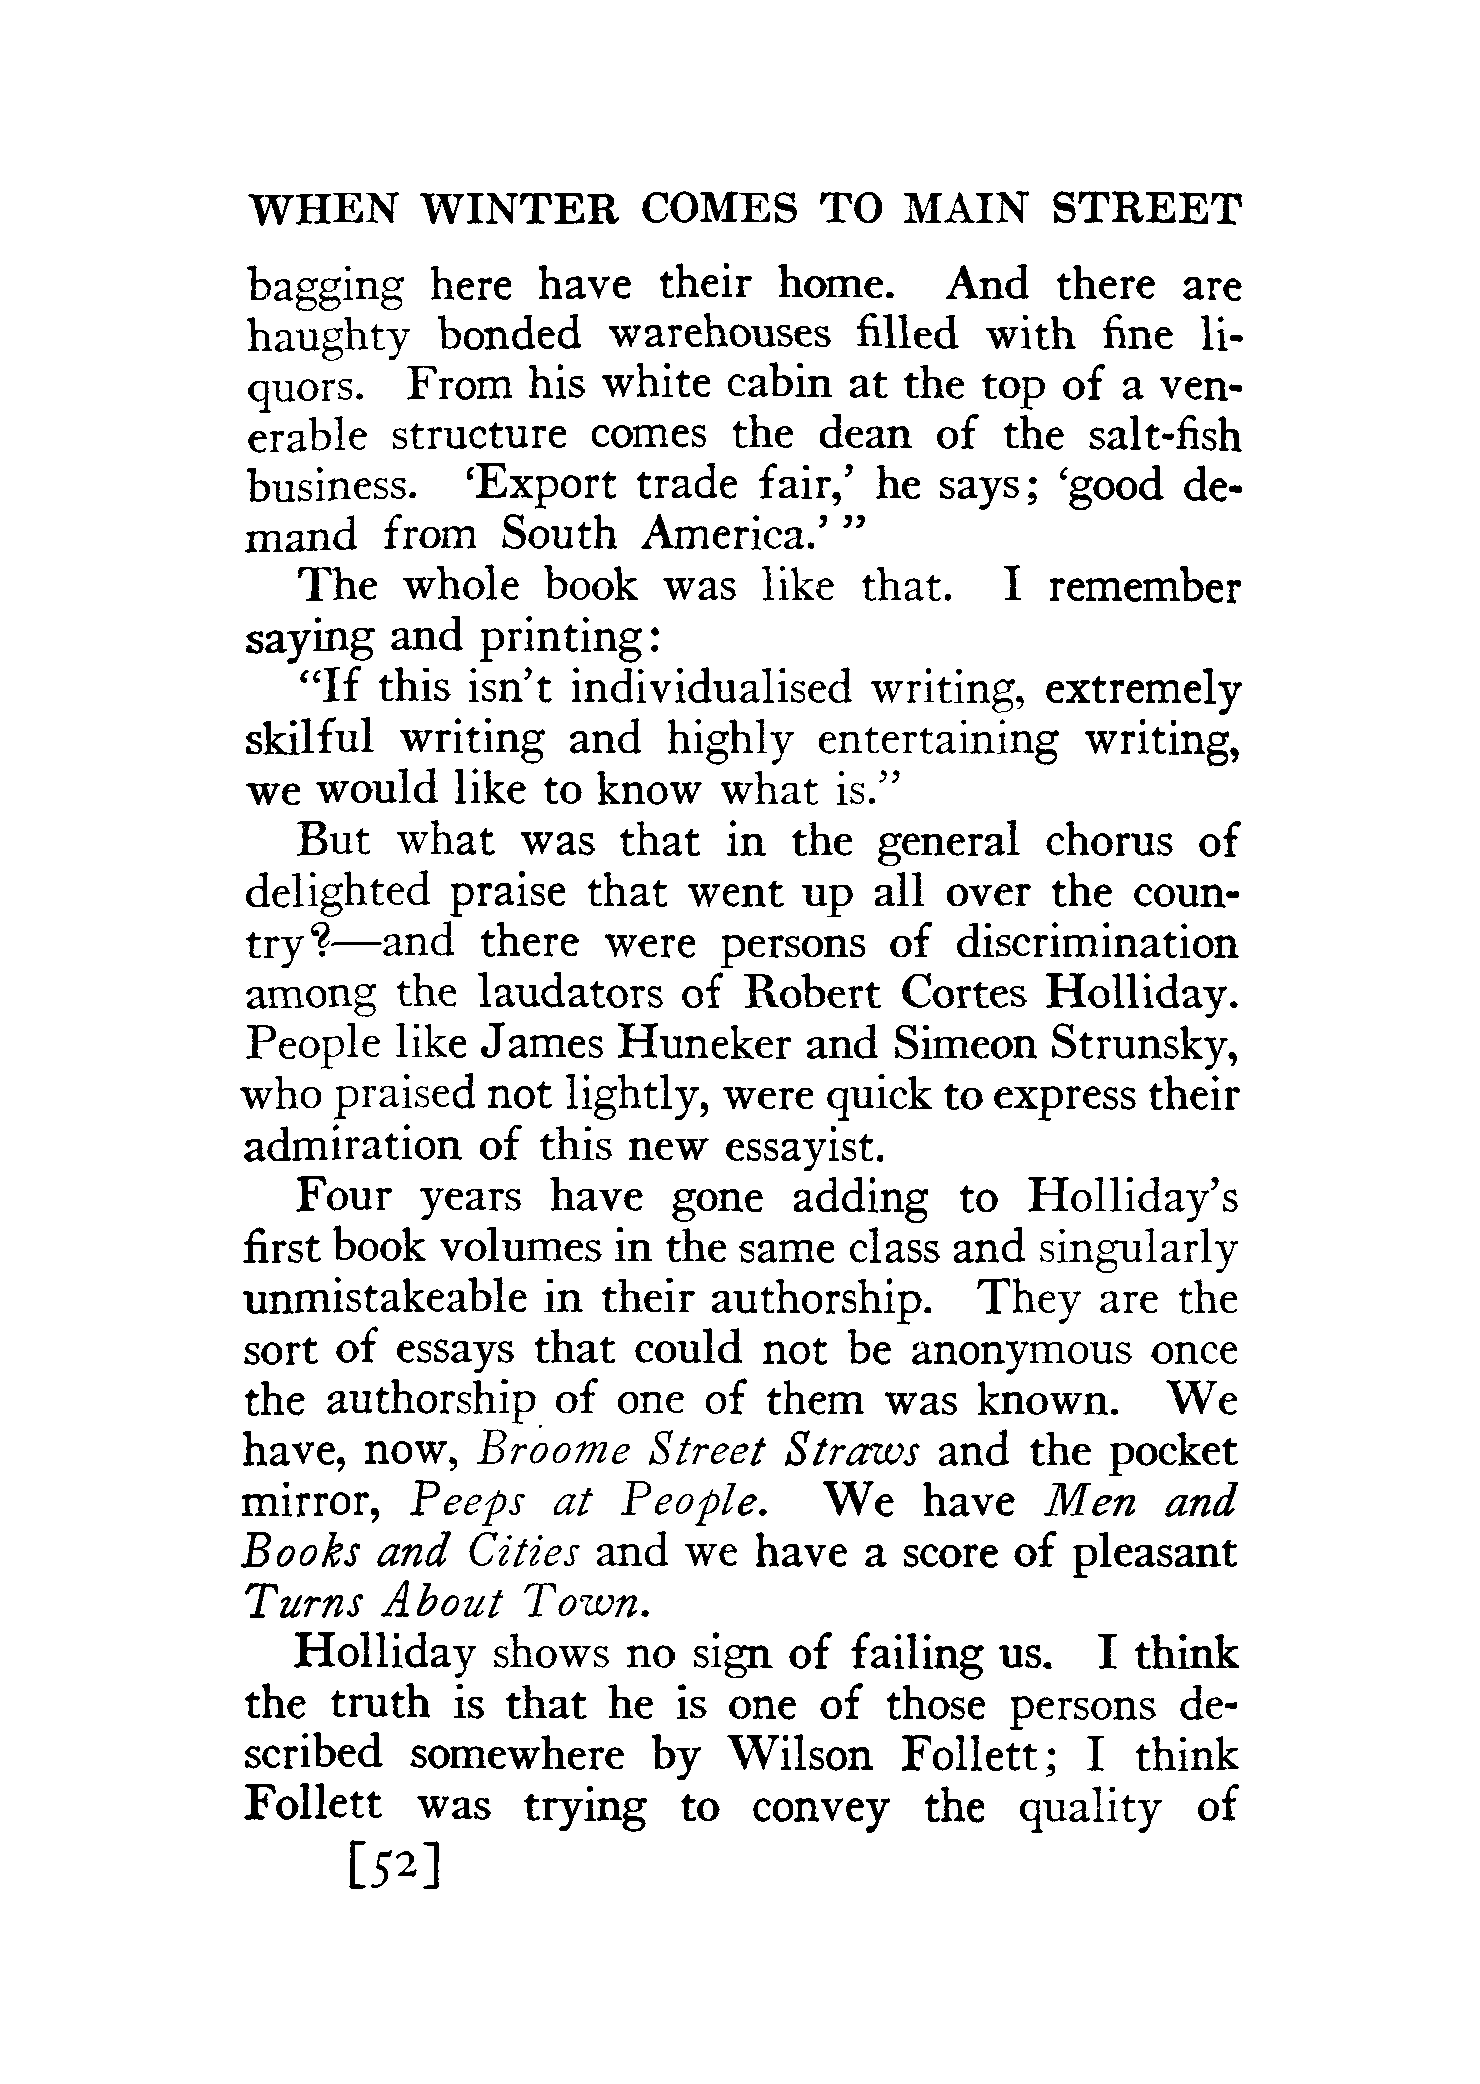 WHEN WINTER COMES TO MAIN STREET
bagging here have their home. And there are
haughty bonded warehouses filled with fine li-
quors. From his white cabin at the top of a ven-
erable structure comes the dean of the salt-fish
business. ‘Export trade fair,’ he says; ‘good de-
mand from South America.’ ”
The whole book was like that. I remember
saying and printing:
“If this isn’t individualised writing, extremely
skilful writing and highly entertaining writing,
we would like to know what is.”
But what was that in the general chorus of
delighted praise that went up all over the coun-
try?—and there were persons of discrimination
among the laudators of Robert Cortes Holliday.
People like James Huneker and Simeon Strunsky,
who praised not lightly, were quick to express their
admiration of this new essayist.
Four years have gone adding to Holliday’s
first book volumes in the same class and singularly
unmistakeable in their authorship. They are the
sort of essays that could not be anonymous once
the authorship of one of them was known. We
have, now, Broome Street Straws and the pocket
mirror, Peeps at People. We have Men and
Books and Cities and we have a score of pleasant
Turns About Town.
Holliday shows no sign of failing us. I think
the truth is that he is one of those persons de-
scribed somewhere by Wilson Follett; I think
Follett was trying to convey the quality of
[52]